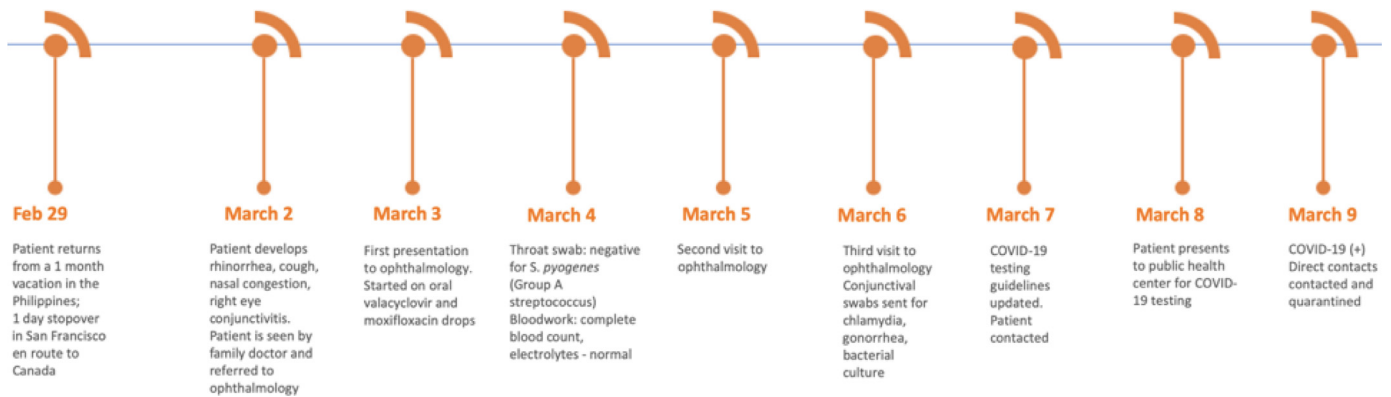 Feb 29
Patient returns
from a 1 month
vacation in the
Philippines;
1 day stopover
in San Francisco
en route to
Canada
March 2
Patient develops
rhinorrhea, cough,
nasal congestion,
right eye
conjunctivitis.
Patient is seen by
family doctor and
referred to
ophthalmology
March 3
First presentation
to ophthalmology.
Started on oral
valacyclovir and
moxifloxacin drops
March 4
Throat swab: negative
for S. pyogenes
(Group A
streptococcus)
Bloodwork: complete
blood count,
electrolytes - normal
March 5
Second visit to
ophthalmology
March 6
Third visit to
ophthalmology
Conjunctival
swabs sent for
chlamydia,
gonorrhea,
bacterial
culture
March 7
COVID-19
testing
guidelines
updated.
Patient
contacted
March 8
Patient presents
to public health
center for COVID-
19 testing
March 9
COVID-19 (+)
Direct contacts
contacted and
quarantined